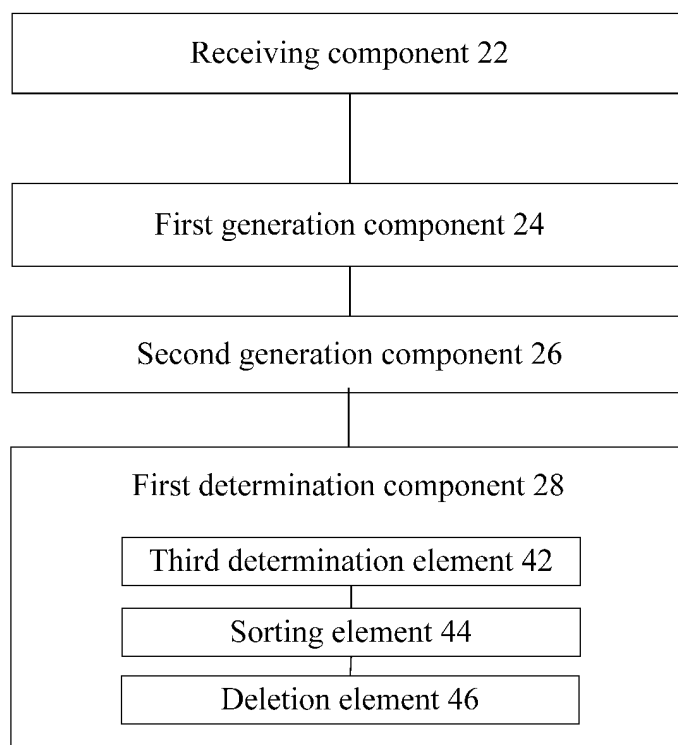 Receiving component 22
First generation component 24
Second generation component 26
First determination component 28
Third determination element 42
Sorting element 44
Deletion element 46